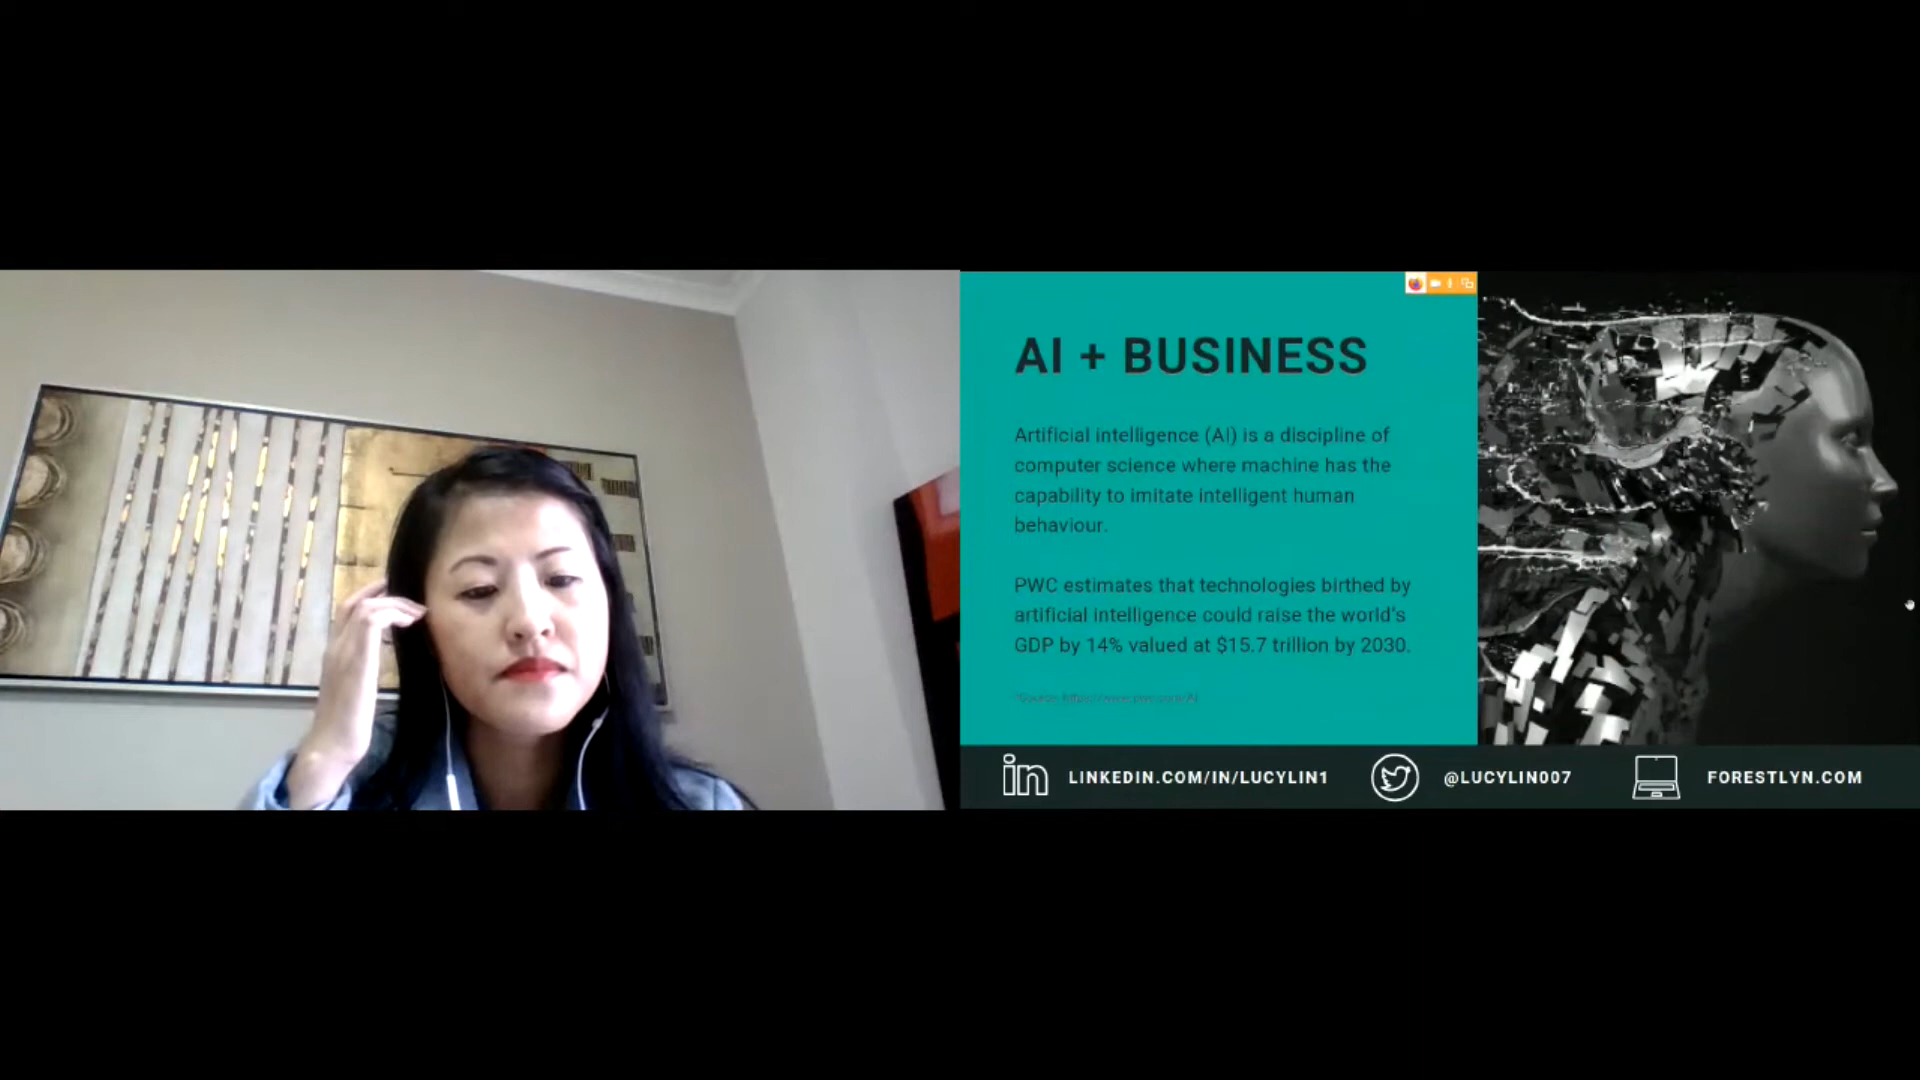 AI + BUSINESS
Artificial intelligence (AI) is a discipline of
computer science where machine has the
capability to imitate intelligent human
behaviour.
PWC estimates that technologies birthed by
artificial intelligence could raise the world's
GDP by 14% valued at $15.7 trillion by 2030.
in LINKEDIN.COM/IN/LUCYLIN1 @LUCYLIN007 FORESTLYN.COM